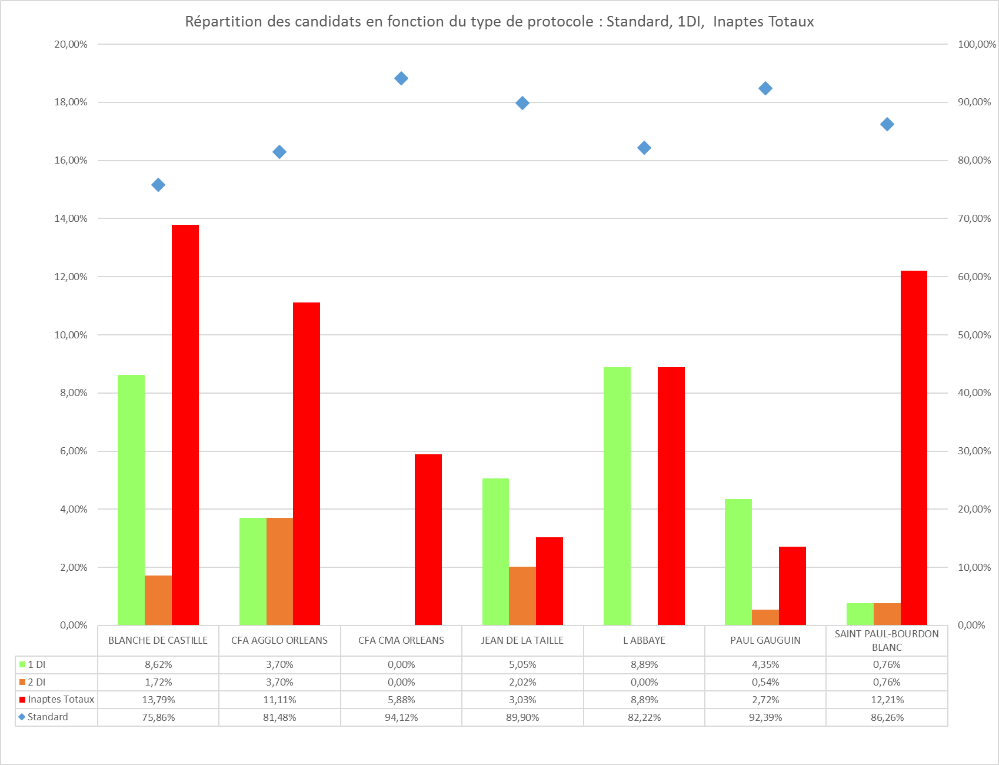 Répartition des candidats en fonction du type de protocole : Standard, 1DI,  Inaptes Totaux
20,00% 100,00%
18,00% 90,00%
16,00% 80,00%
14,00% 70,00%
12,00% 60,00%
10,00% 50,00%
8,00% 40,00%
6,00% 30,00%
4,00% 20,00%
2,00% 10,00%
0,00% 0,00%
BLANCHE DE CASTILLE CFA AGGLO ORLEANS CFA CMA ORLEANS JEAN DE LA TAILLE L ABBAYE PAUL GAUGUIN SAINT PAUL-BOURDON
BLANC
1 DI 8,62% 3,70% 0,00% 5,05% 8,89% 4,35% 0,76%
2 DI 1,72% 3,70% 0,00% 2,02% 0,00% 0,54% 0,76%
Inaptes Totaux 13,79% 11,11% 5,88% 3,03% 8,89% 2,72% 12,21%
Standard 75,86% 81,48% 94,12% 89,90% 82,22% 92,39% 86,26%